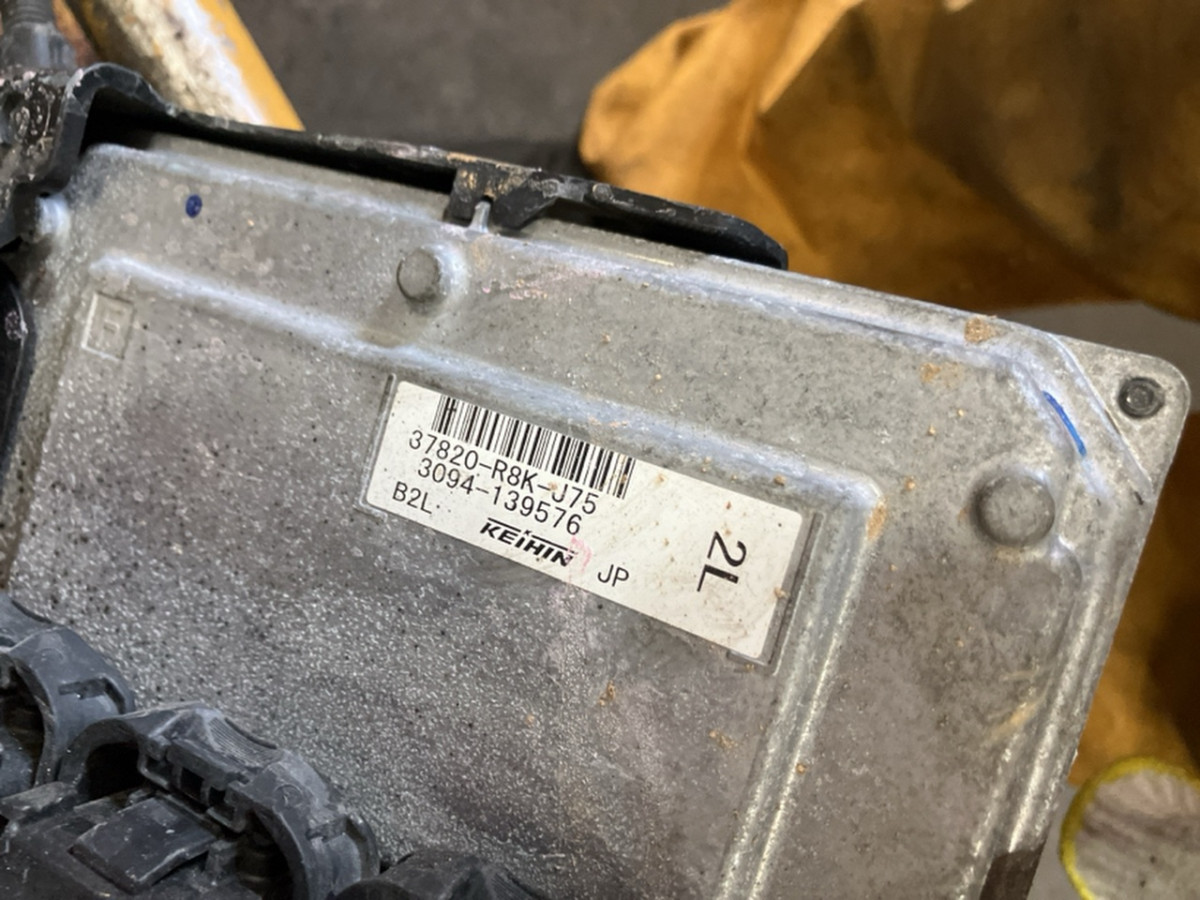 37820-R8K-J75
3094-139576
B2L
KEIHIN
JP
2L